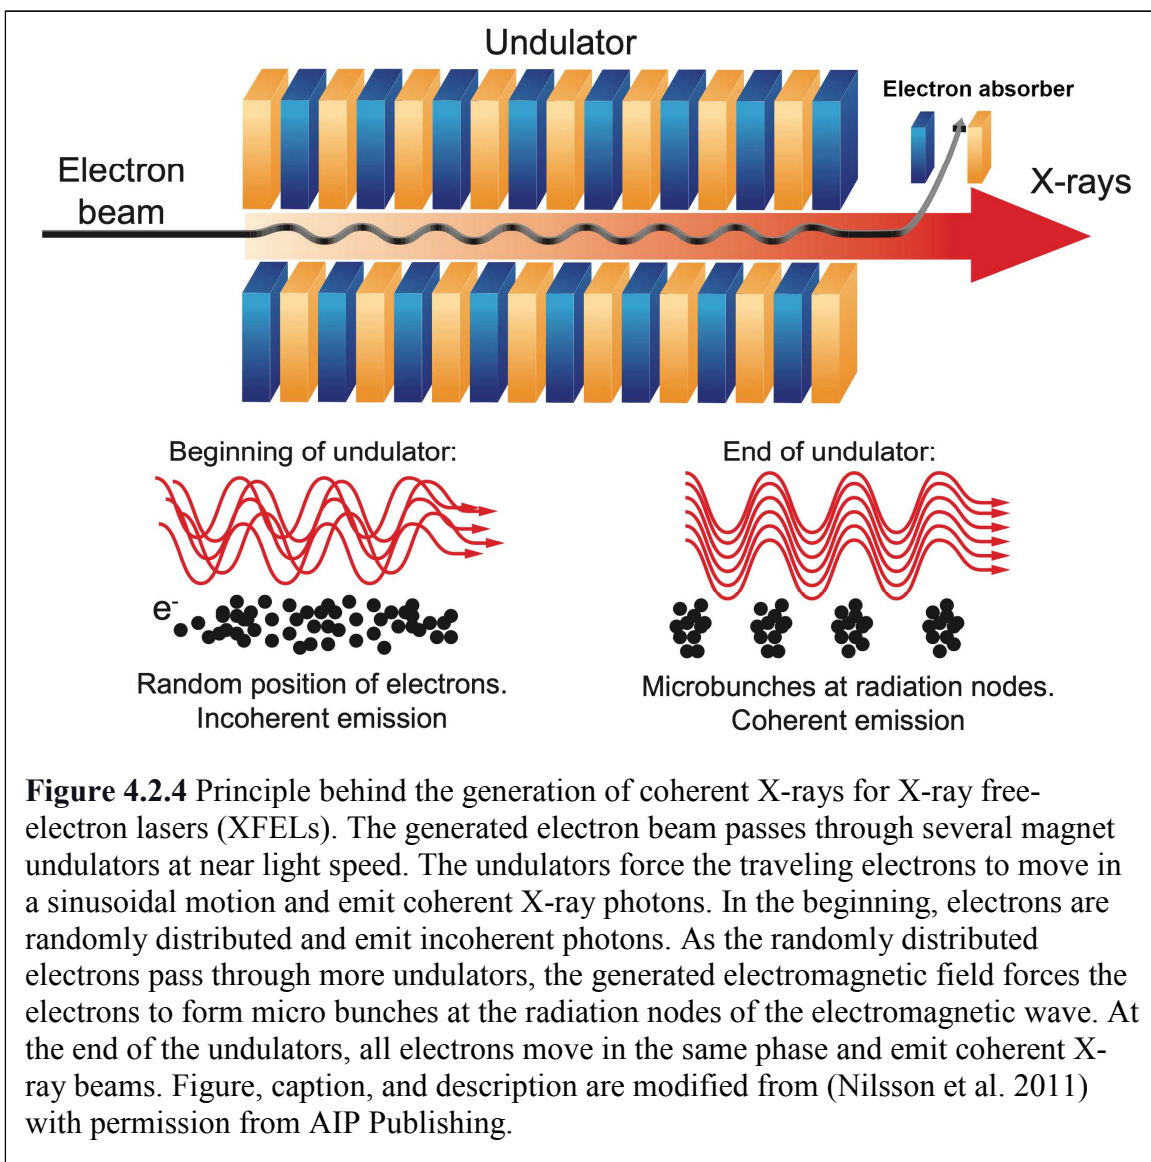 Undulator
Electron absorber
Electron
beam
X-rays
Beginning of undulator:
End of undulator:
e-
Random position of electrons.
Incoherent emission
Microbunches at radiation nodes.
Coherent emission
Figure 4.2.4 Principle behind the generation of coherent X-rays for X-ray free-
electron lasers (XFELs). The generated electron beam passes through several magnet
undulators at near light speed. The undulators force the traveling electrons to move in
a sinusoidal motion and emit coherent X-ray photons. In the beginning, electrons are
randomly distributed and emit incoherent photons. As the randomly distributed
electrons pass through more undulators, the generated electromagnetic field forces the
electrons to form micro bunches at the radiation nodes of the electromagnetic wave. At
the end of the undulators, all electrons move in the same phase and emit coherent X-
ray beams. Figure, caption, and description are modified from (Nilsson et al. 2011)
with permission from AIP Publishing.